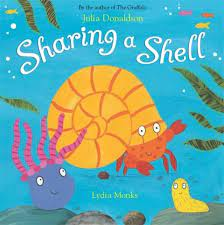 By the author of The Gruffalo
Julia Donaldson
Sharing a
Shell
Lydia Monks